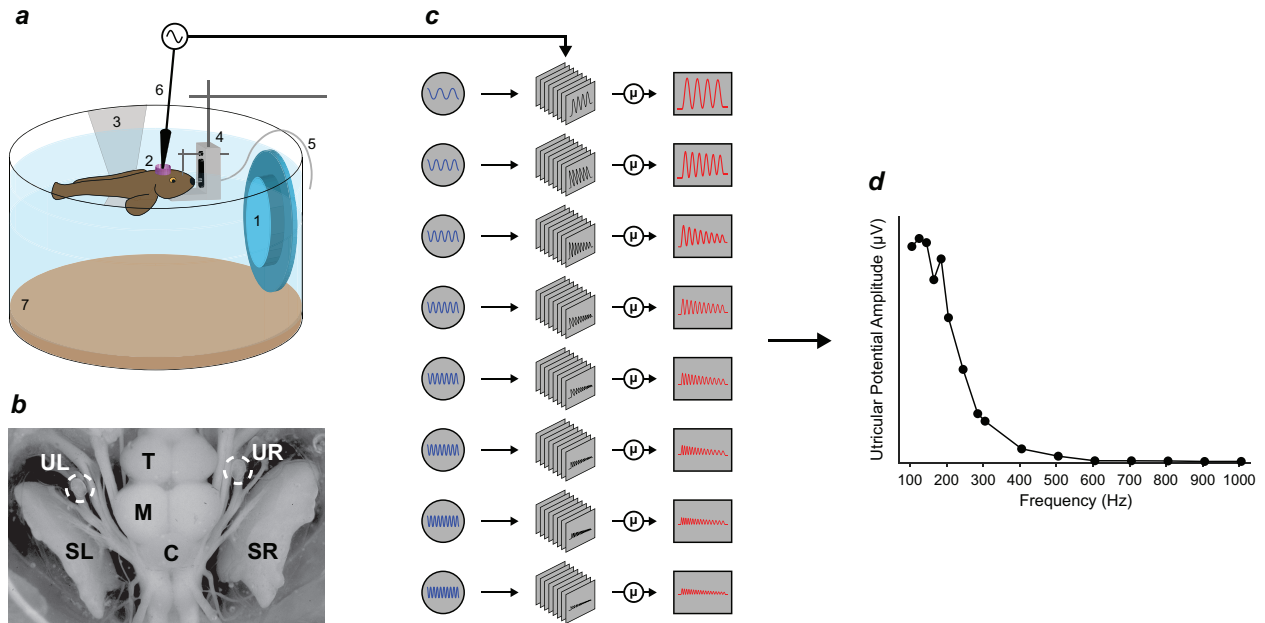 a
6
3
4
5
2
1
7
b
UL
UR
T
M
SL
C
SR
c
μ
μ
μ
μ
μ
μ
μ
μ
d
Utricular Potential Amplitude (μV)
100 200 300 400 500 600 700 800 900 1000
Frequency (Hz)